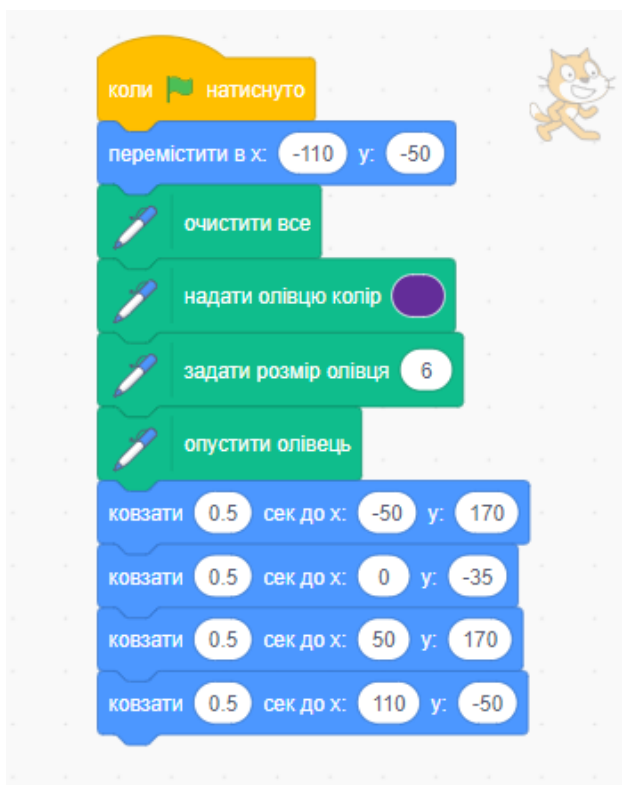 коли натиснуто
перемістити в x: -110 y: -50
очистити все
надати олівцю колір
задати розмір олівця 6
опустити олівець
ковзати 0.5 сек до x: -50 y: 170
ковзати 0.5 сек до x: 0 y: -35
ковзати 0.5 сек до x: 50 y: 170
ковзати 0.5 сек до x: 110 y: -50